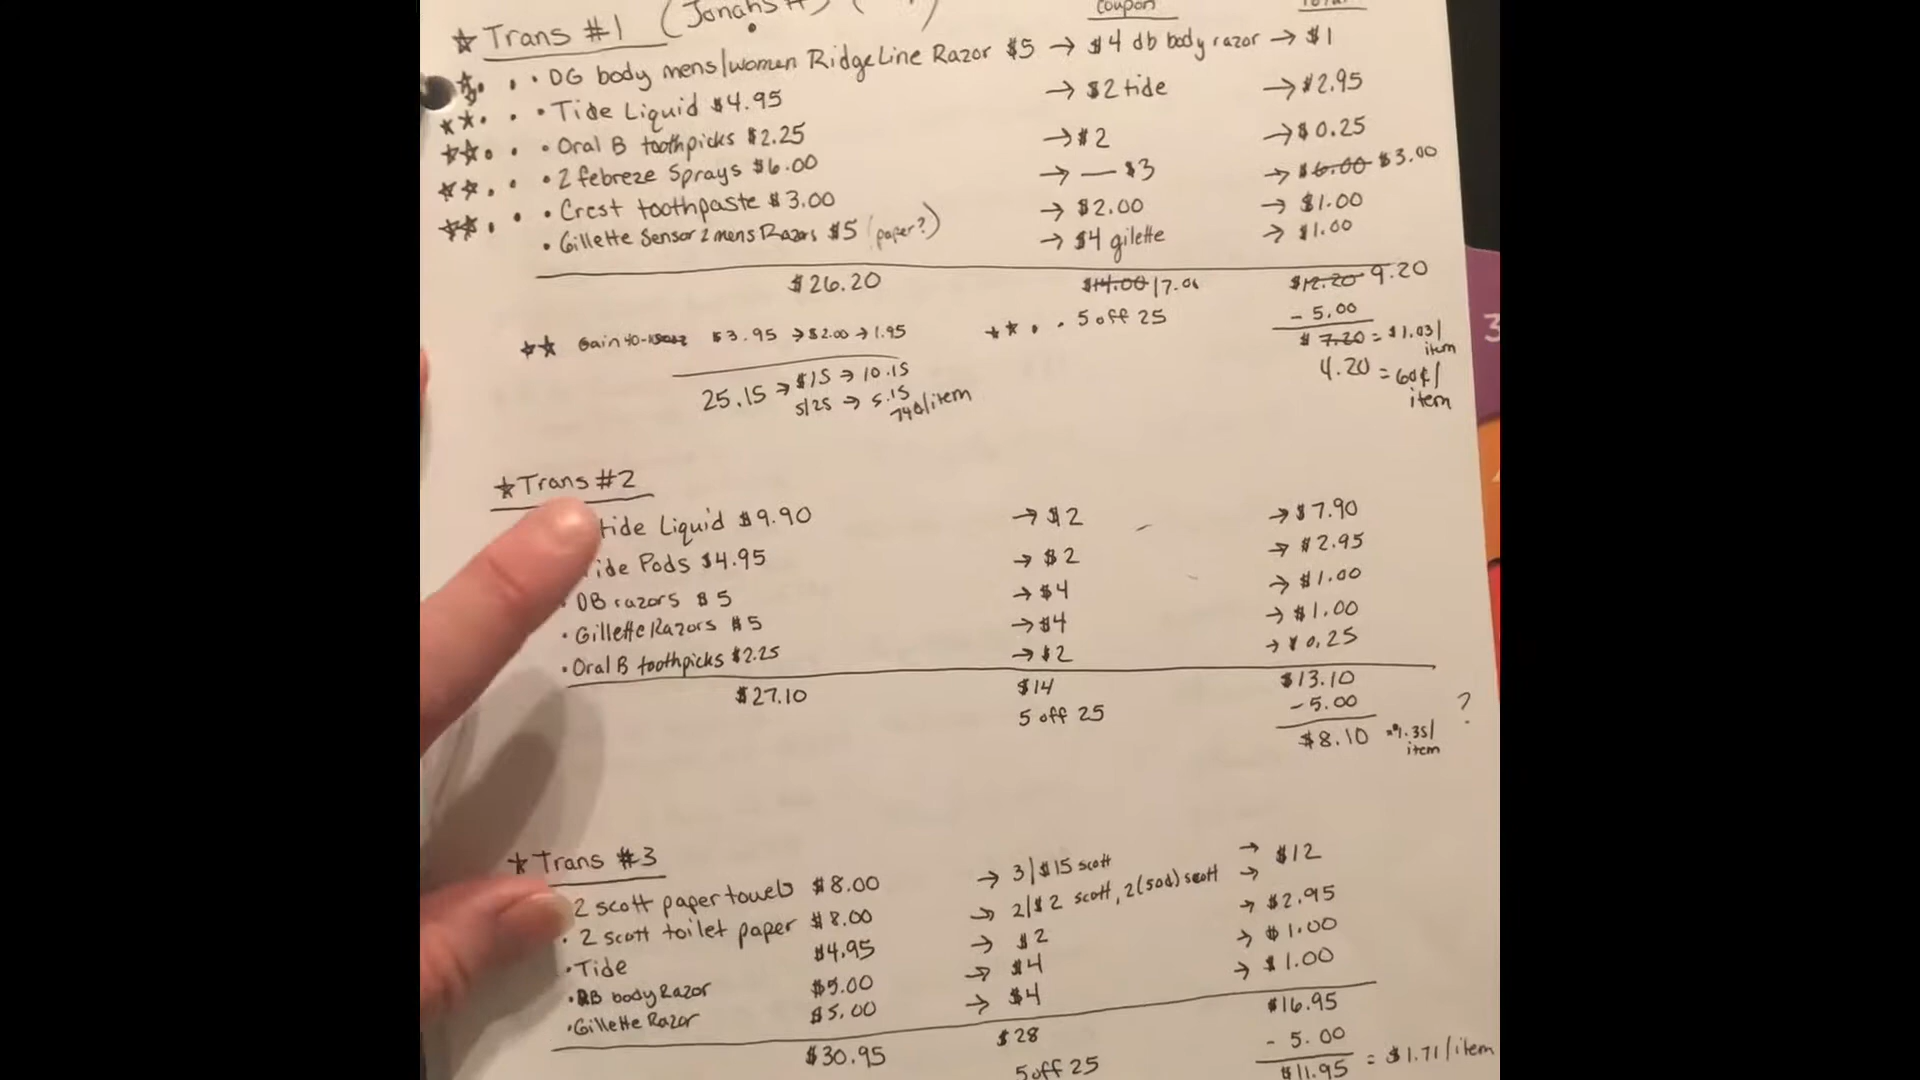 ☆ Trans #1 (Jonahs #)
Coupon Total
• DG body mens/women RidgeLine Razor $5 → $4 db body razor → $1
• Tide Liquid $4.95 → $2 tide → $2.95
• Oral B toothpicks $2.25 → $2 → $0.25
• 2 febreze Sprays $6.00 → — $3 → $6.00 $3.00
• Crest toothpaste $3.00 → $2.00 → $1.00
• Gillette Sensor 2 mens Razors $5 (paper?) → $4 gilette → $1.00
$26.20 $14.00 17.00 $12.20 9.20
☆☆ Gain 40- $3.95 → $2.00 → 1.95
☆☆ • • 5 off 25 - 5.00
$7.20 = $1.03/item
25.15 → $15 → 10.15
5/25 → 5.15
74¢/item
4.20 = 60¢/item
3
☆ Trans #2
tide Liquid $9.90 → $2 → $7.90
Tide Pods $4.95 → $2 → $2.95
• DB razors $5 → $4 → $1.00
• Gillette Razors $5 → $4 → $1.00
• Oral B toothpicks $2.25 → $2 → $0.25
$27.10 $14 $13.10
5 off 25 - 5.00
$8.10 = $1.35/item ?
☆ Trans #3
2 scott paper towels $8.00 → 3/$15 scott →
• 2 scott toilet paper $8.00 → 2/$2 scott, 2(50¢) scott → $12
• Tide $4.95 → $2 → $2.95
• DB body Razor $5.00 → $4 → $1.00
• Gillette Razor $5.00 → $4 → $1.00
$30.95 $28 $16.95
5 off 25 - 5.00
$11.95 = $1.71/item